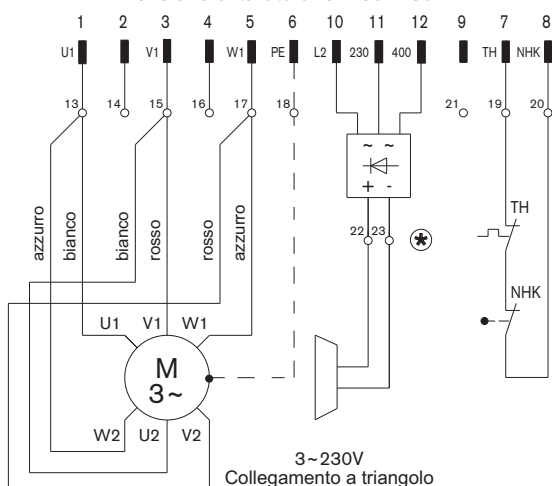 1 2 3 4 5 6 10 11 12 9 7 8
U1 V1 W1 PE L2 230 400 TH NHK
13 14 15 16 17 18 21 19 20
~ ~
+ -
azzurro bianco bianco rosso rosso azzurro
22 23 *
TH
NHK
U1 V1 W1
M
3~
W2 U2 V2
3~230V
Collegamento a triangolo